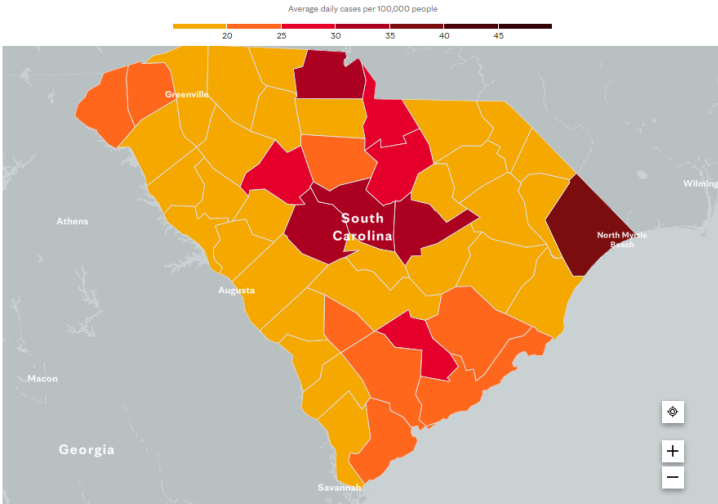 Average daily cases per 100,000 people
20 25 30 35 40 45
Greenville
Wilming
Athens
South
Carolina
North Myrtle
Beach
Augusta
Macon
Georgia
Savannah
+
−